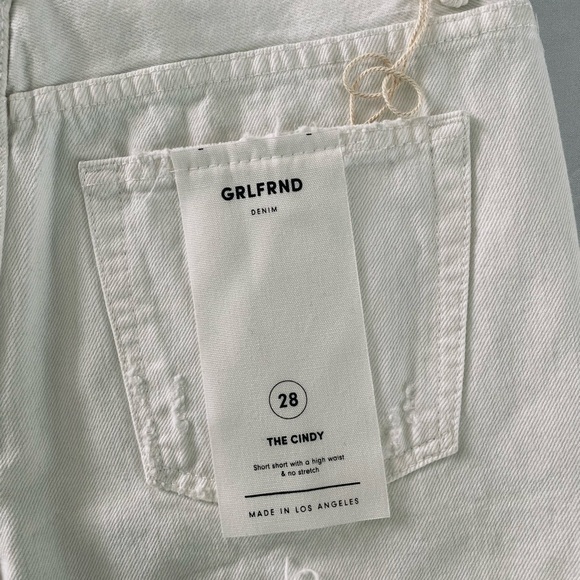 GRLFRND
DENIM
28
THE CINDY
Short short with a high waist
& no stretch
MADE IN LOS ANGELES